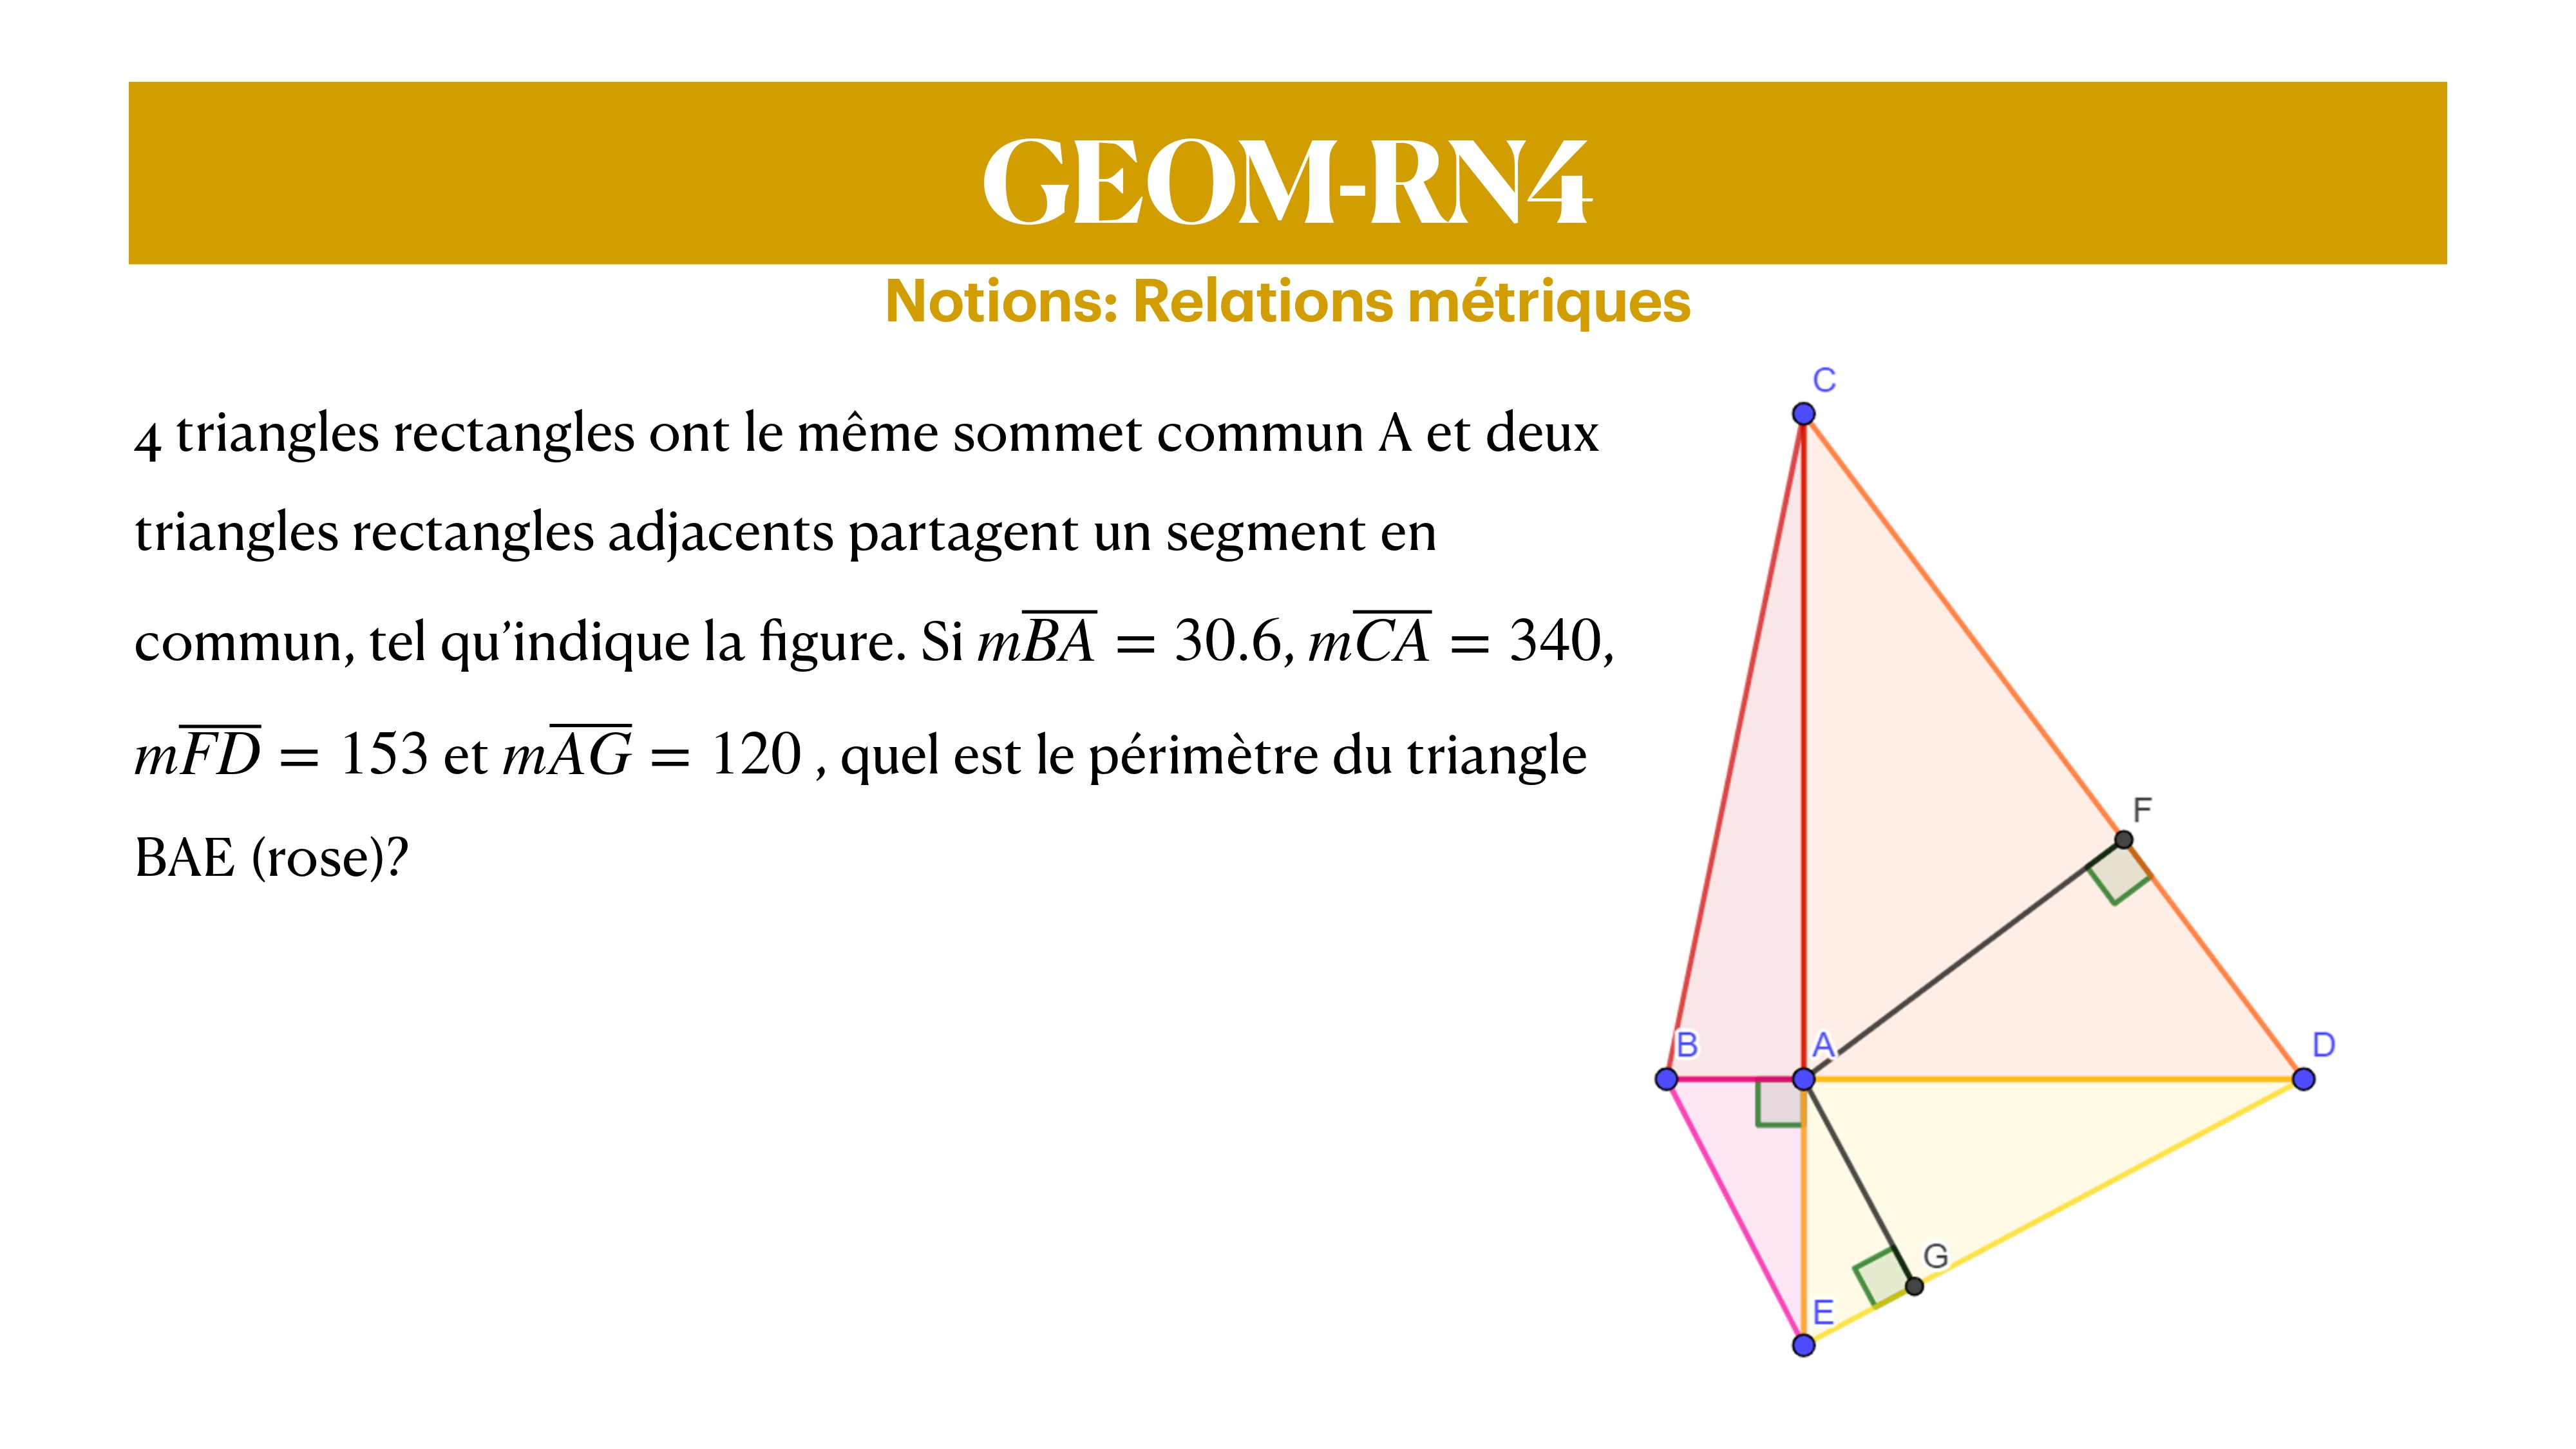 GEOM-RN4
Notions: Relations métriques
4 triangles rectangles ont le même sommet commun A et deux
triangles rectangles adjacents partagent un segment en
commun, tel qu’indique la figure. Si $m\overline{BA} = 30.6$, $m\overline{CA} = 340$,
$m\overline{FD} = 153$ et $m\overline{AG} = 120$ , quel est le périmètre du triangle
BAE (rose)?
C
F
B
A
D
G
E